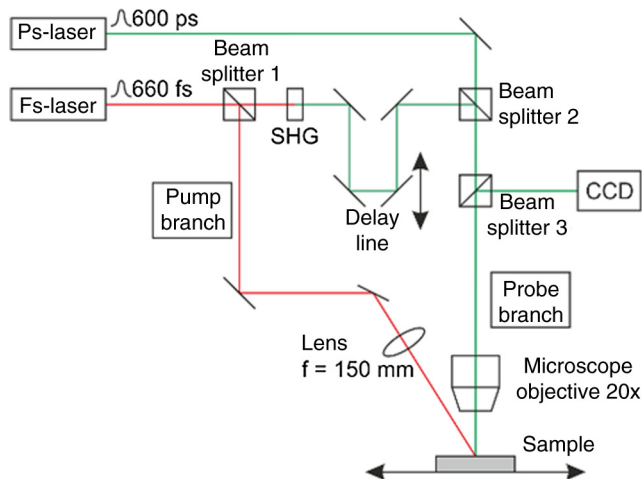 Ps-laser
600 ps
Fs-laser
660 fs
Beam
splitter 1
SHG
Beam
splitter 2
Pump
branch
Delay
line
Beam
splitter 3
CCD
Probe
branch
Lens
f = 150 mm
Microscope
objective 20x
Sample